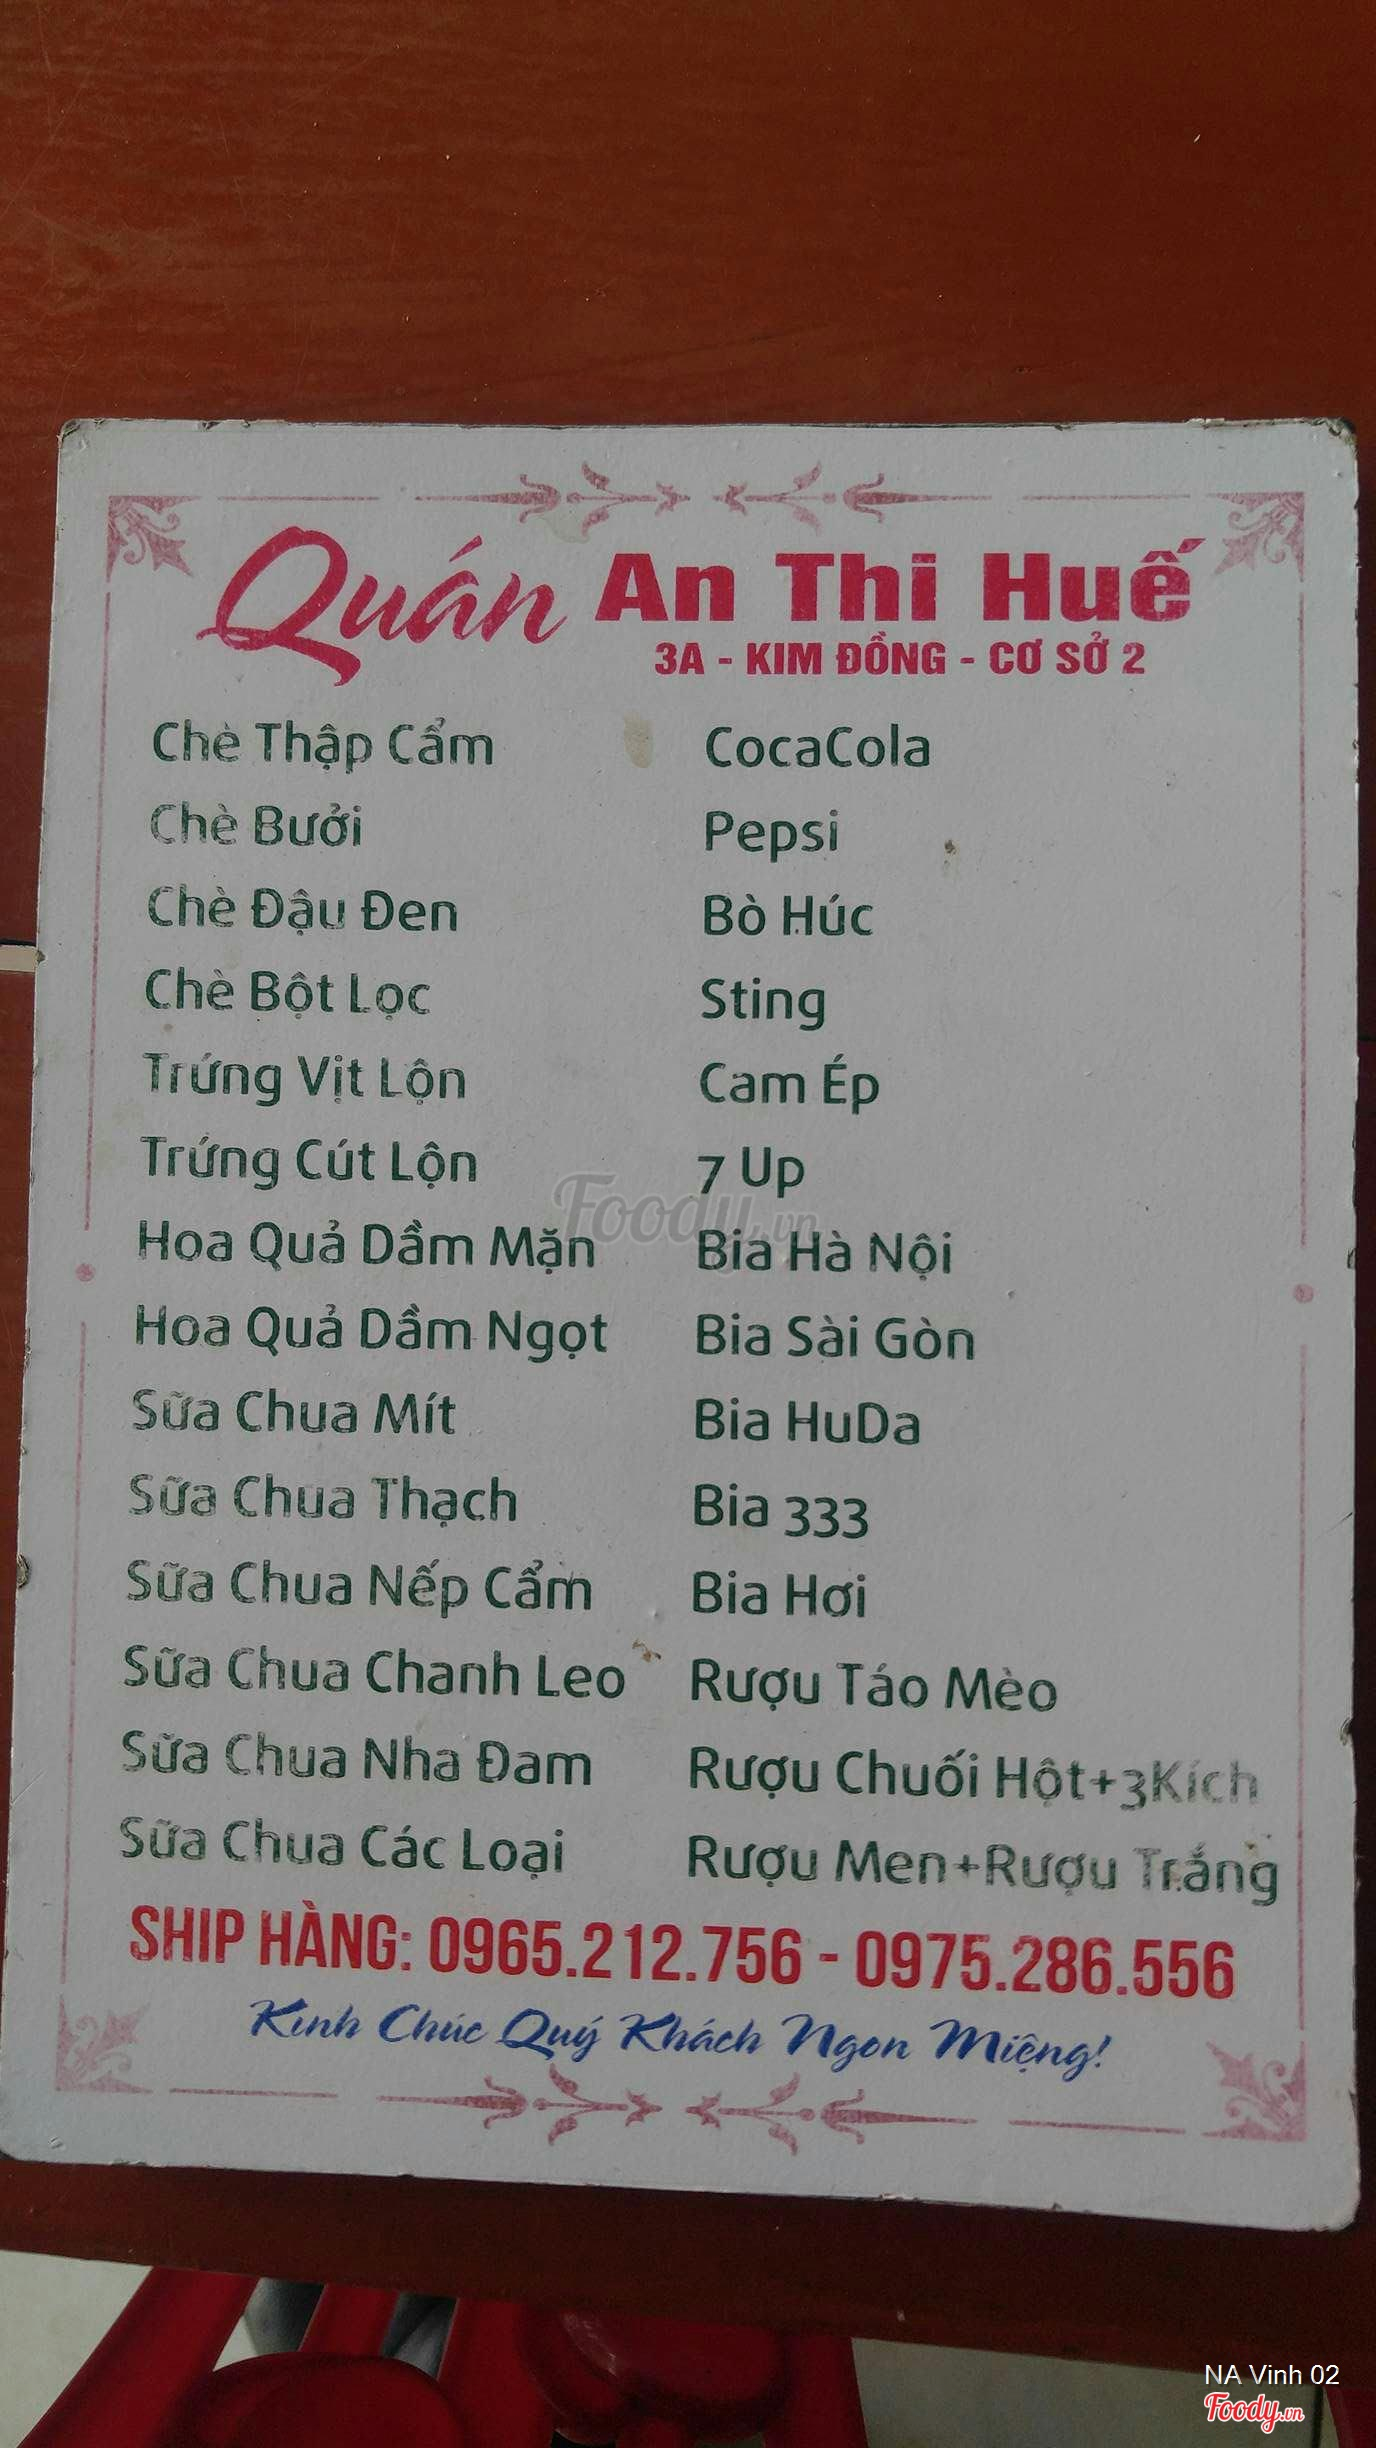 Quán An Thi Huế
3A - KIM ĐỒNG - CƠ SỞ 2
Chè Thập Cẩm
Chè Bưởi
Chè Đậu Đen
Chè Bột Lọc
Trứng Vịt Lộn
Trứng Cút Lộn
Hoa Quả Dầm Mặn
Hoa Quả Dầm Ngọt
Sữa Chua Mít
Sữa Chua Thạch
Sữa Chua Nếp Cẩm
Sữa Chua Chanh Leo
Sữa Chua Nha Đam
Sữa Chua Các Loại
CocaCola
Pepsi
Bò Húc
Sting
Cam Ép
7 Up
Bia Hà Nội
Bia Sài Gòn
Bia HuDa
Bia 333
Bia Hơi
Rượu Táo Mèo
Rượu Chuối Hột+3Kích
Rượu Men+Rượu Trắng
SHIP HÀNG: 0965.212.756 - 0975.286.556
Kính Chúc Quý Khách Ngon Miệng!
Foody.vn
NA Vinh 02
Foody.vn